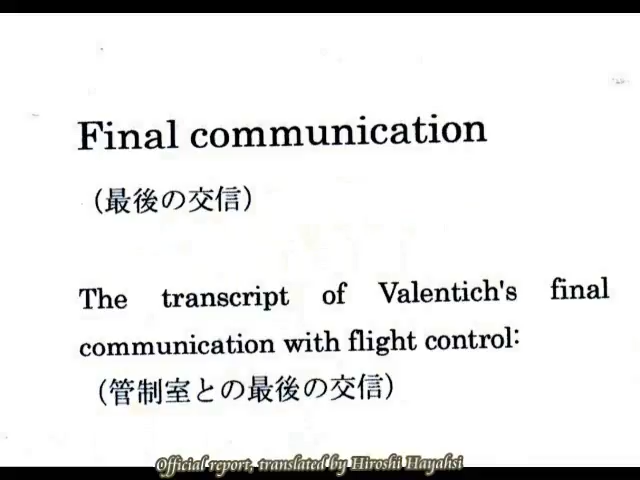 Final communication
（最後の交信）
The transcript of Valentich's final
communication with flight control:
（管制室との最後の交信）
Official report, translated by Hiroshi Hayahsi